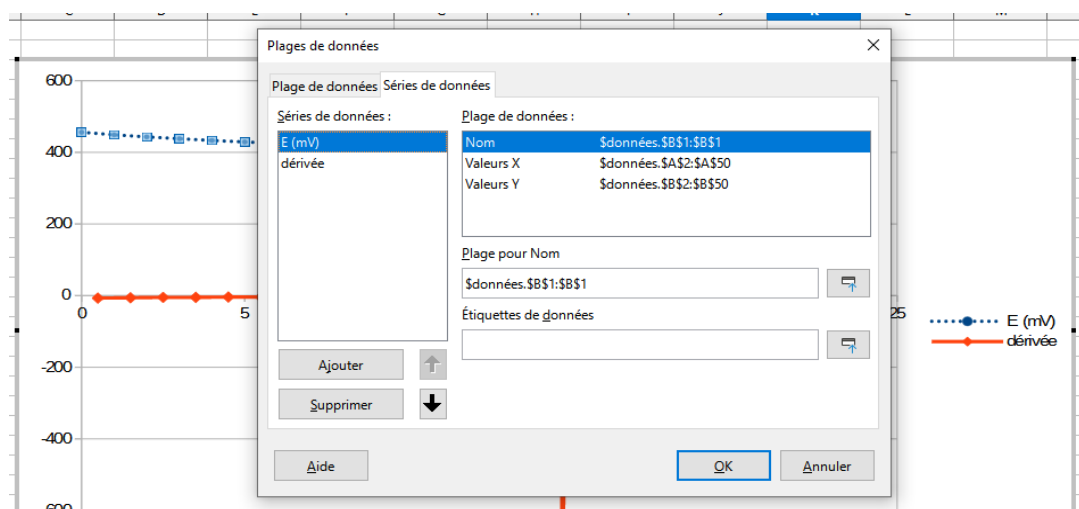 Plages de données
Plage de données Séries de données
Séries de données :
E (mV)
dérivée
Plage de données :
Nom $données.$B$1:$B$1
Valeurs X $données.$A$2:$A$50
Valeurs Y $données.$B$2:$B$50
Plage pour Nom
$données.$B$1:$B$1
Étiquettes de données
Ajouter
Supprimer
Aide
OK
Annuler
600
400
200
0
-200
-400
0
5
25
E (mV)
dérivée